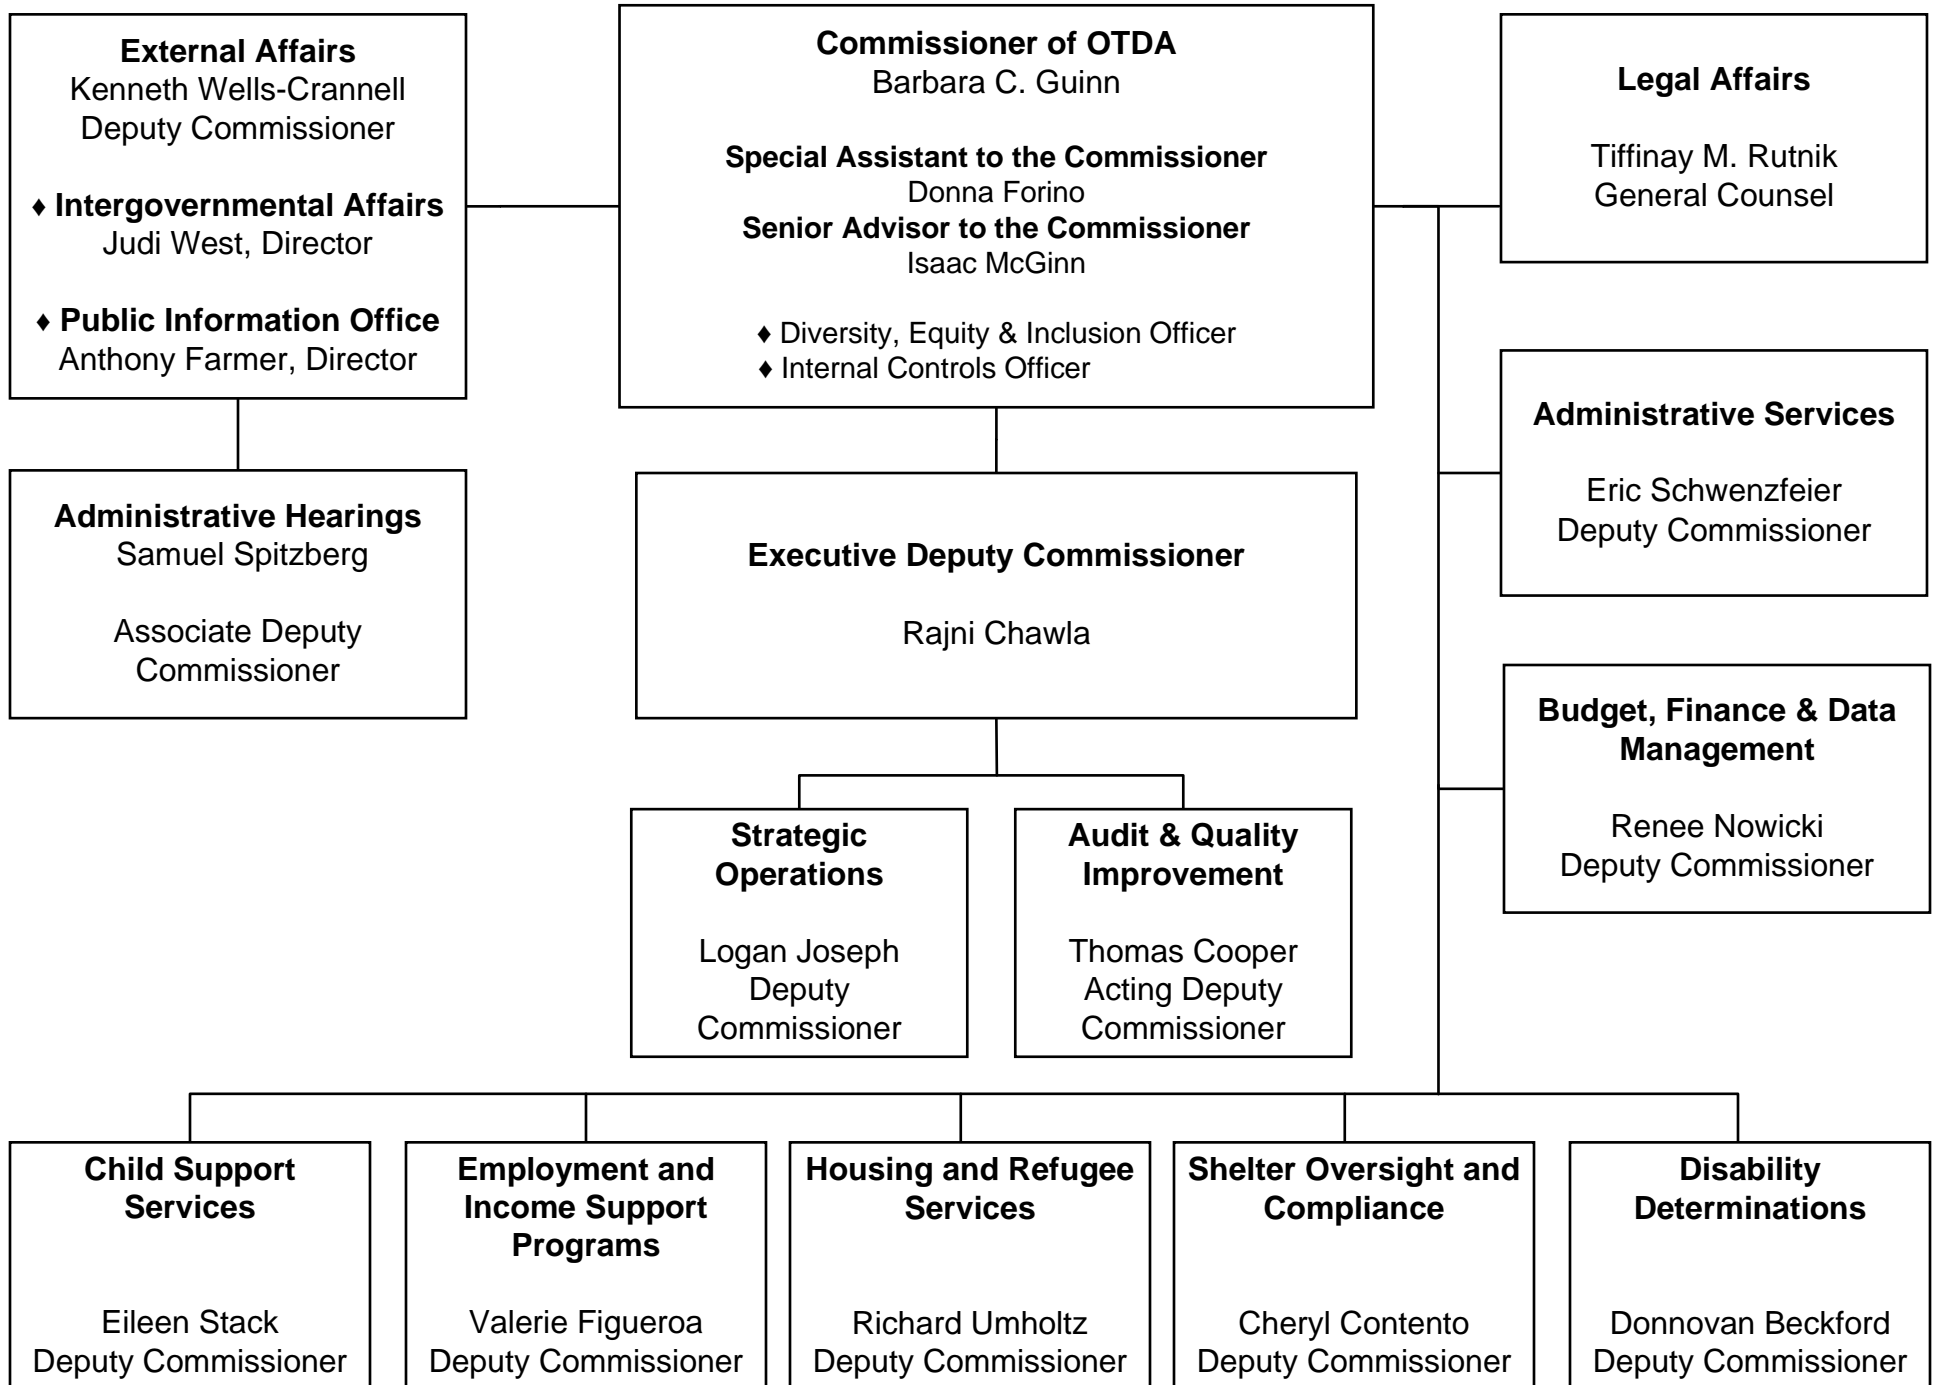 External Affairs
Kenneth Wells-Crannell
Deputy Commissioner
♦ Intergovernmental Affairs
Judi West, Director
♦ Public Information Office
Anthony Farmer, Director
Commissioner of OTDA
Barbara C. Guinn
Special Assistant to the Commissioner
Donna Forino
Senior Advisor to the Commissioner
Isaac McGinn
♦ Diversity, Equity & Inclusion Officer
♦ Internal Controls Officer
Legal Affairs
Tiffinay M. Rutnik
General Counsel
Administrative Services
Eric Schwenzfeier
Deputy Commissioner
Administrative Hearings
Samuel Spitzberg
Associate Deputy
Commissioner
Executive Deputy Commissioner
Rajni Chawla
Budget, Finance & Data
Management
Renee Nowicki
Deputy Commissioner
Strategic
Operations
Logan Joseph
Deputy
Commissioner
Audit & Quality
Improvement
Thomas Cooper
Acting Deputy
Commissioner
Child Support
Services
Eileen Stack
Deputy Commissioner
Employment and
Income Support
Programs
Valerie Figueroa
Deputy Commissioner
Housing and Refugee
Services
Richard Umholtz
Deputy Commissioner
Shelter Oversight and
Compliance
Cheryl Contento
Deputy Commissioner
Disability
Determinations
Donnovan Beckford
Deputy Commissioner